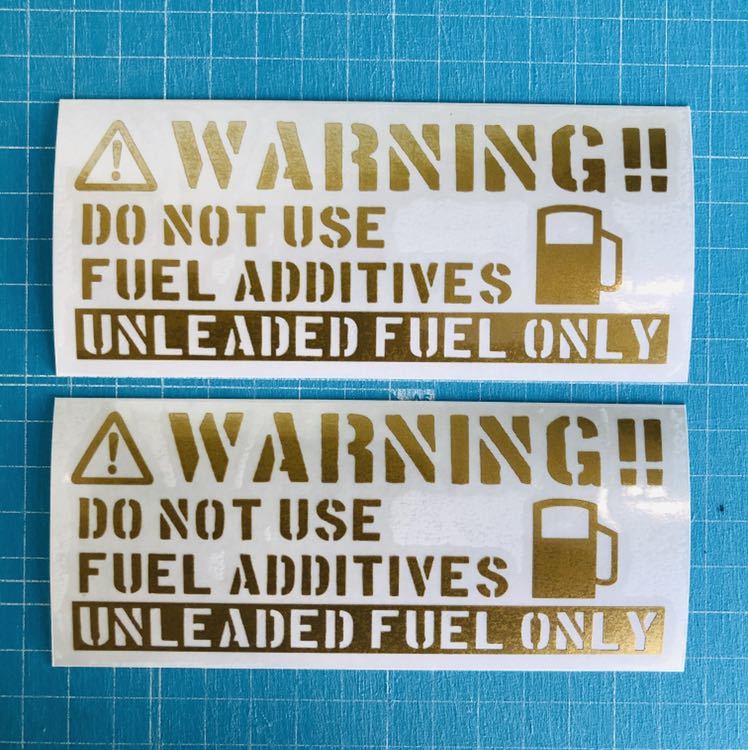 WARNING!!
DO NOT USE
FUEL ADDITIVES
UNLEADED FUEL ONLY
WARNING!!
DO NOT USE
FUEL ADDITIVES
UNLEADED FUEL ONLY